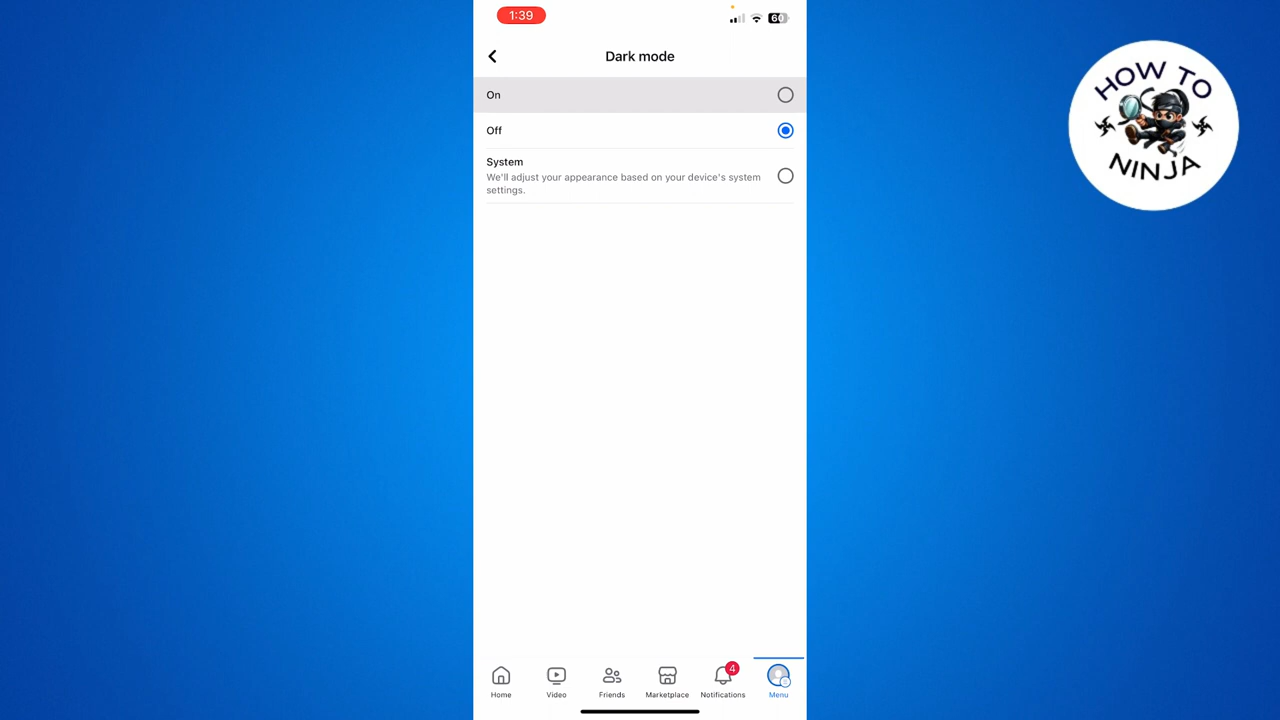 1:39
60
Dark mode
On
Off
System
We'll adjust your appearance based on your device's system
settings.
HOW TO
NINJA
4
Home
Video
Friends
Marketplace
Notifications
Menu